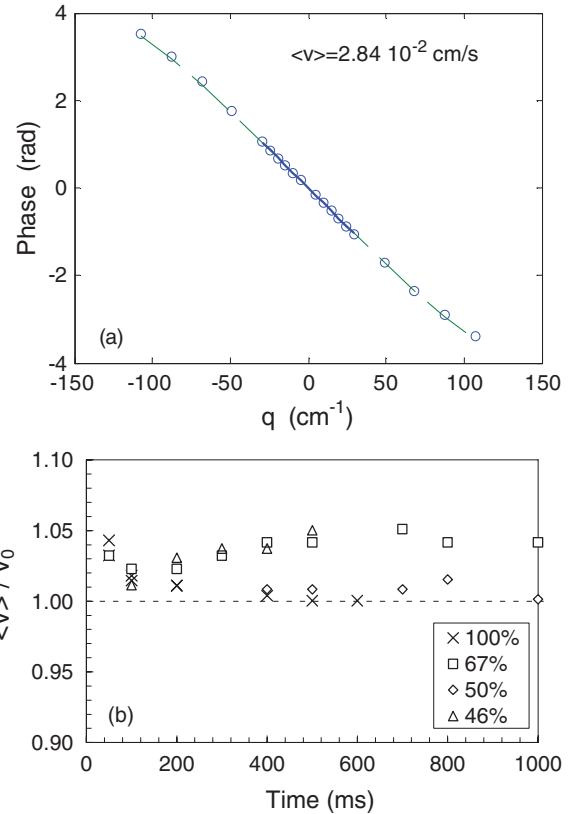 4
<v>=2.84 10⁻² cm/s
2
Phase (rad)
0
-2
(a)
-4
-150 -100 -50 0 50 100 150
q (cm⁻¹)
1.10
1.05
<v> / v₀
1.00
0.95
0.90
(b)
100%
67%
50%
46%
0 200 400 600 800 1000
Time (ms)